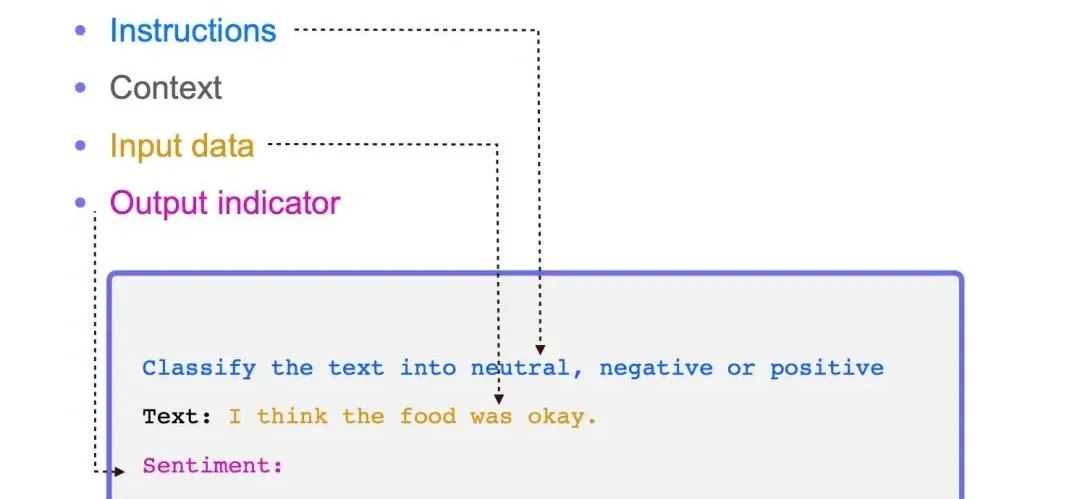 Instructions
Context
Input data
Output indicator
Classify the text into neutral, negative or positive
Text: I think the food was okay.
Sentiment: